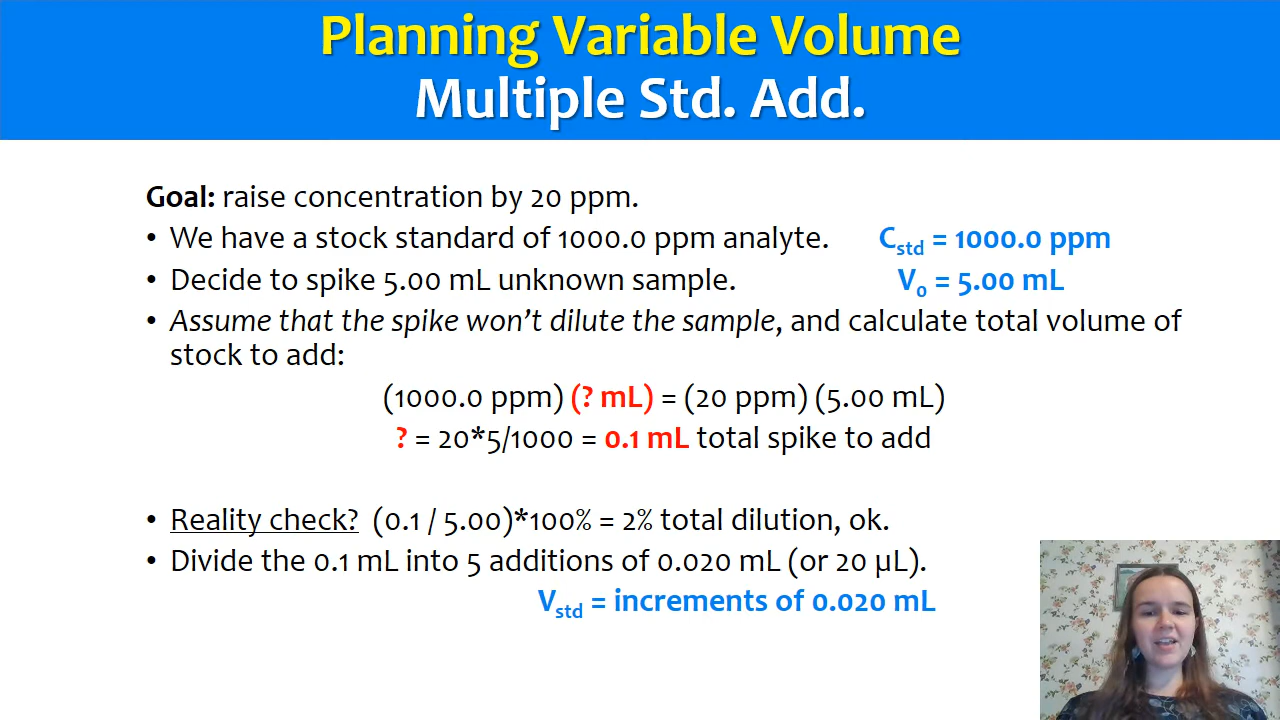 Planning Variable Volume
Multiple Std. Add.
Goal: raise concentration by 20 ppm.
• We have a stock standard of 1000.0 ppm analyte. Cstd = 1000.0 ppm
• Decide to spike 5.00 mL unknown sample. V0 = 5.00 mL
• Assume that the spike won't dilute the sample, and calculate total volume of
stock to add:
(1000.0 ppm) (? mL) = (20 ppm) (5.00 mL)
? = 20*5/1000 = 0.1 mL total spike to add
• Reality check? (0.1 / 5.00)*100% = 2% total dilution, ok.
• Divide the 0.1 mL into 5 additions of 0.020 mL (or 20 µL).
Vstd = increments of 0.020 mL